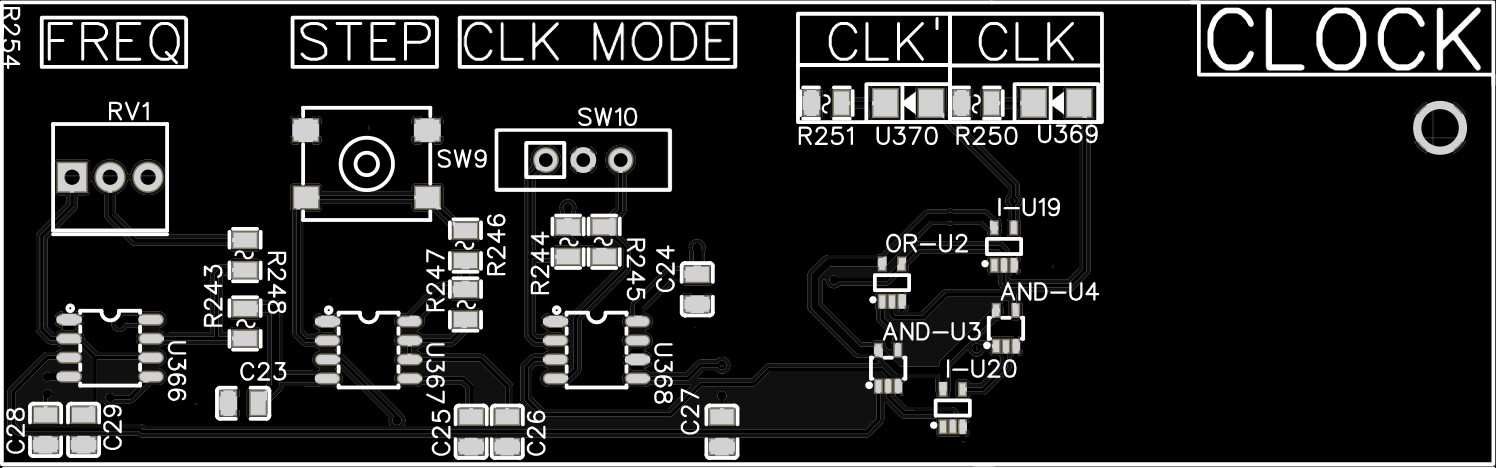 R254
FREQ
STEP
CLK MODE
CLK'
CLK
CLOCK
RV1
SW10
SW9
R251
U370
R250
U369
I-U19
OR-U2
AND-U4
AND-U3
I-U20
R243
R248
R247
R246
R244
R245
C24
U366
U367
U368
C23
C28
C29
C25
C26
C27